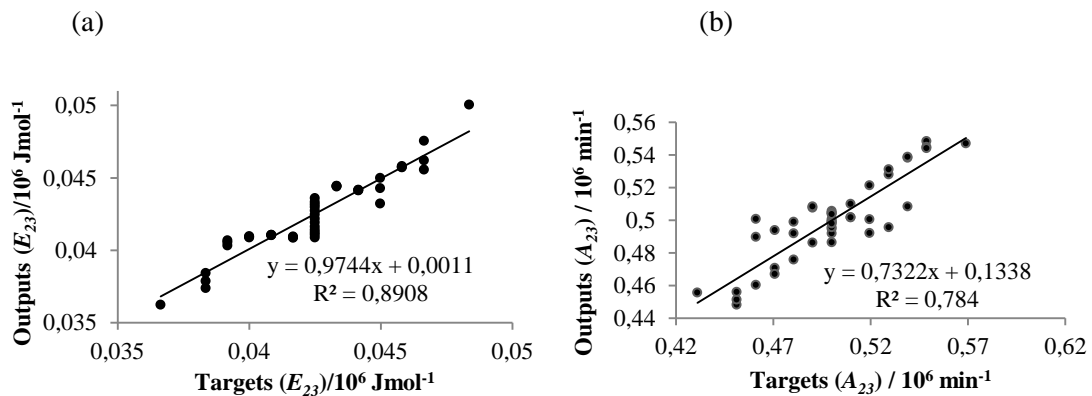 (a)
(b)
Outputs (E23)/10⁶ Jmol⁻¹
0,05
0,045
0,04
0,035
y = 0,9744x + 0,0011
R² = 0,8908
0,035
0,04
0,045
0,05
Targets (E23)/10⁶ Jmol⁻¹
Outputs (A23) / 10⁶ min⁻¹
0,56
0,54
0,52
0,5
0,48
0,46
0,44
y = 0,7322x + 0,1338
R² = 0,784
0,42
0,47
0,52
0,57
0,62
Targets (A23) / 10⁶ min⁻¹